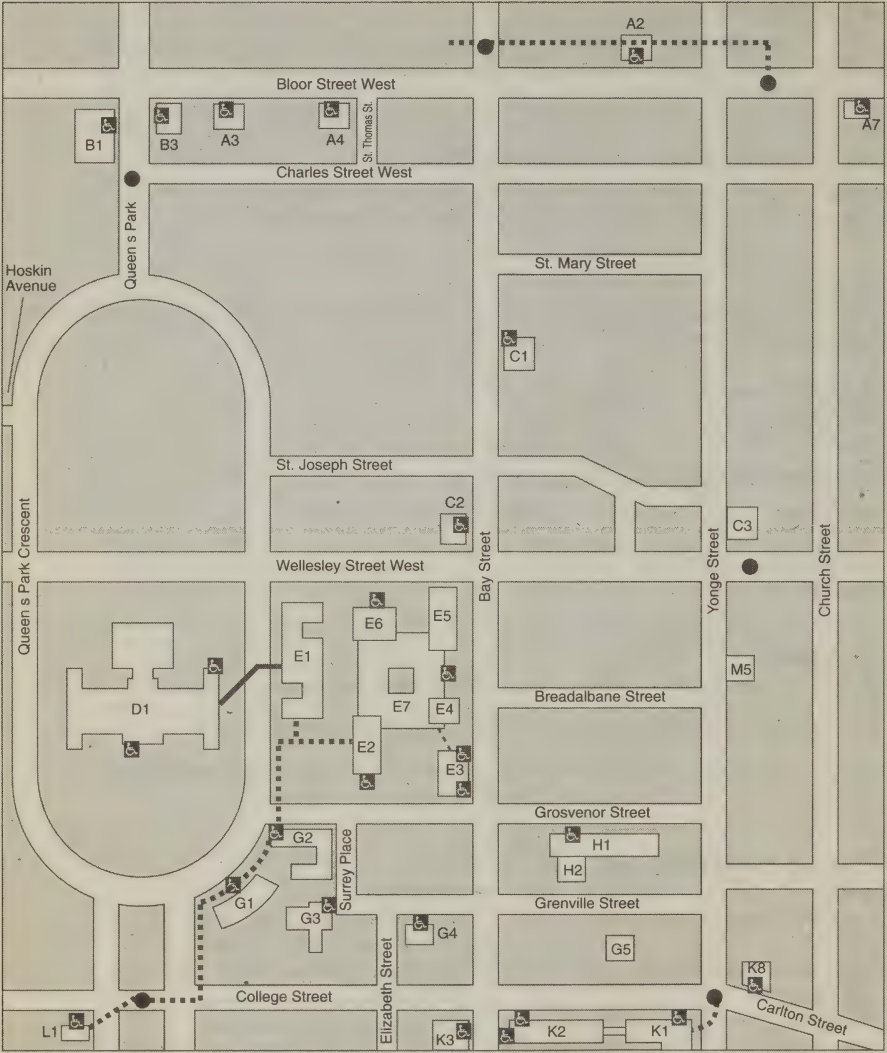 A2
Bloor Street West
B1
B3
A3
A4
St. Thomas St.
A7
Charles Street West
Queen s Park
St. Mary Street
Hoskin
Avenue
C1
St. Joseph Street
C2
C3
Queen s Park Crescent
Wellesley Street West
Bay Street
Yonge Street
Church Street
E1
E6
E5
D1
E7
E4
M5
Breadalbane Street
E2
E3
Grosvenor Street
G2
H1
H2
Surrey Place
G1
G3
Grenville Street
G4
G5
Elizabeth Street
K8
College Street
Carlton Street
L1
K3
K2
K1